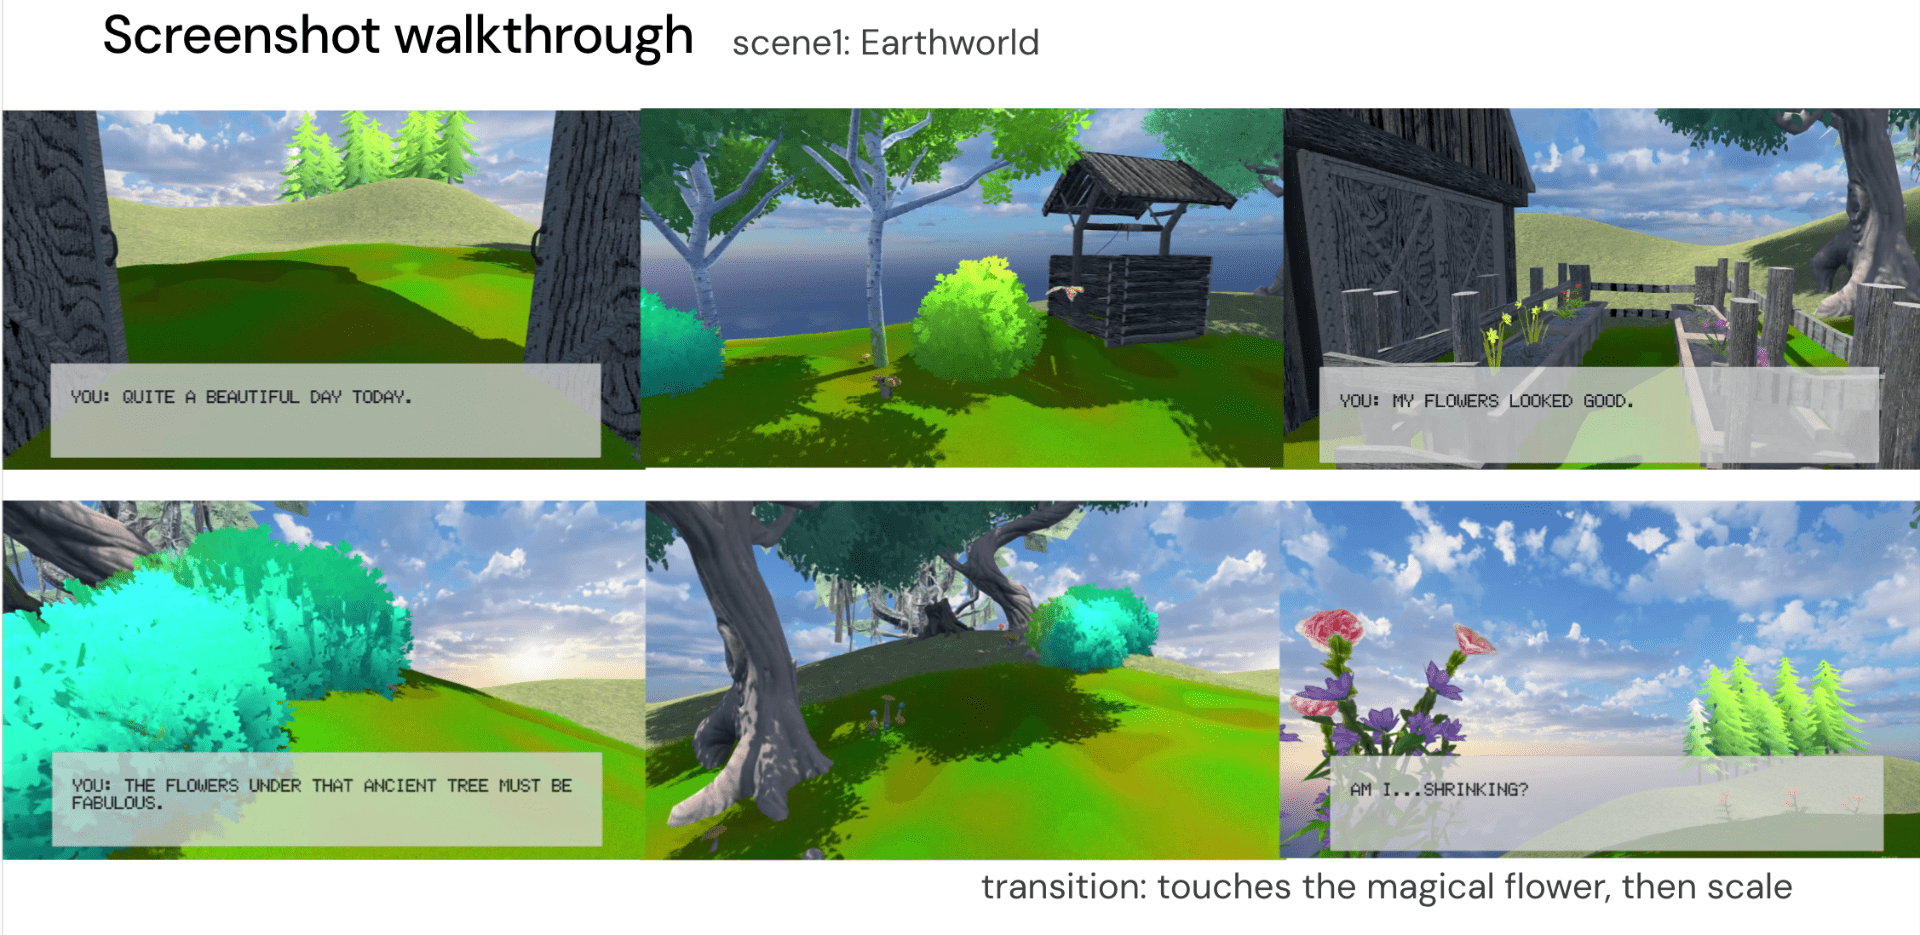 Screenshot walkthrough
scene1: Earthworld
YOU: QUITE A BEAUTIFUL DAY TODAY.
YOU: MY FLOWERS LOOKED GOOD.
YOU: THE FLOWERS UNDER THAT ANCIENT TREE MUST BE
FABULOUS.
AM I...SHRINKING?
transition: touches the magical flower, then scale